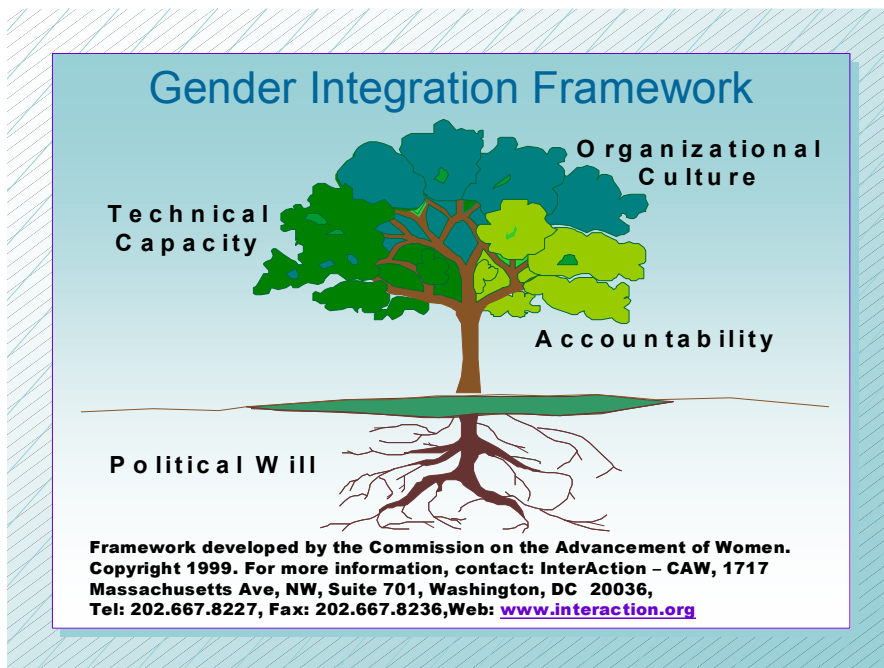 Gender Integration Framework
Organizational
Culture
Technical
Capacity
Accountability
Political Will
Framework developed by the Commission on the Advancement of Women.
Copyright 1999. For more information, contact: InterAction – CAW, 1717
Massachusetts Ave, NW, Suite 701, Washington, DC 20036,
Tel: 202.667.8227, Fax: 202.667.8236,Web: www.interaction.org